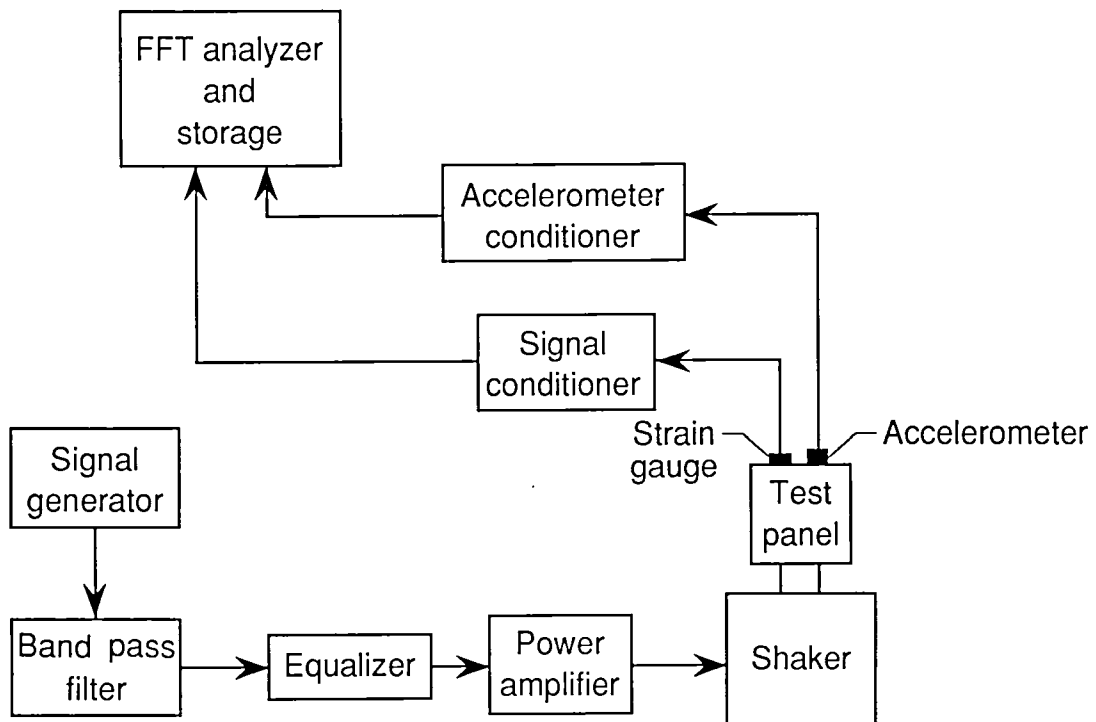 FFT analyzer
and
storage
Accelerometer
conditioner
Signal
conditioner
Strain
gauge
Accelerometer
Signal
generator
Test
panel
Band pass
filter
Equalizer
Power
amplifier
Shaker